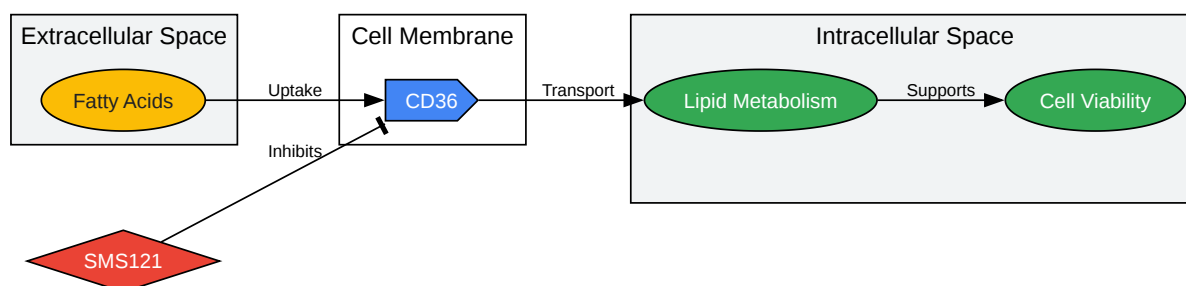 Extracellular Space
Cell Membrane
Intracellular Space
Fatty Acids
Uptake
CD36
Transport
Lipid Metabolism
Supports
Cell Viability
Inhibits
SMS121